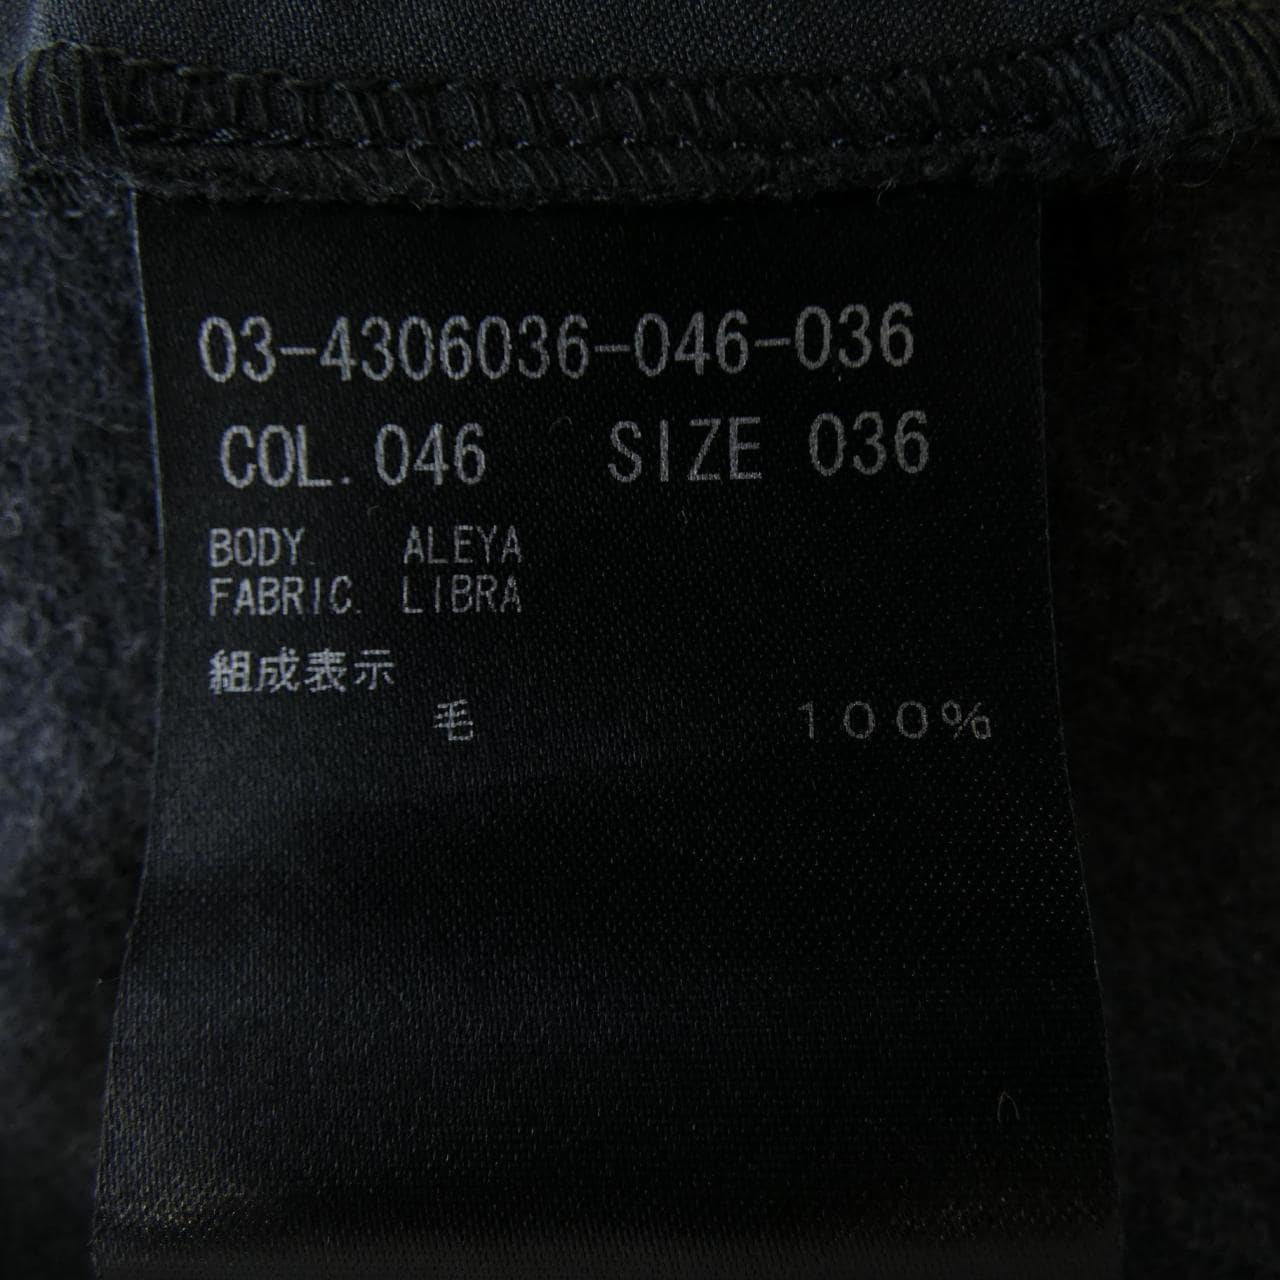 03-4306036-046-036
COL. 046 SIZE 036
BODY. ALEYA
FABRIC. LIBRA
組成表示
毛 100%